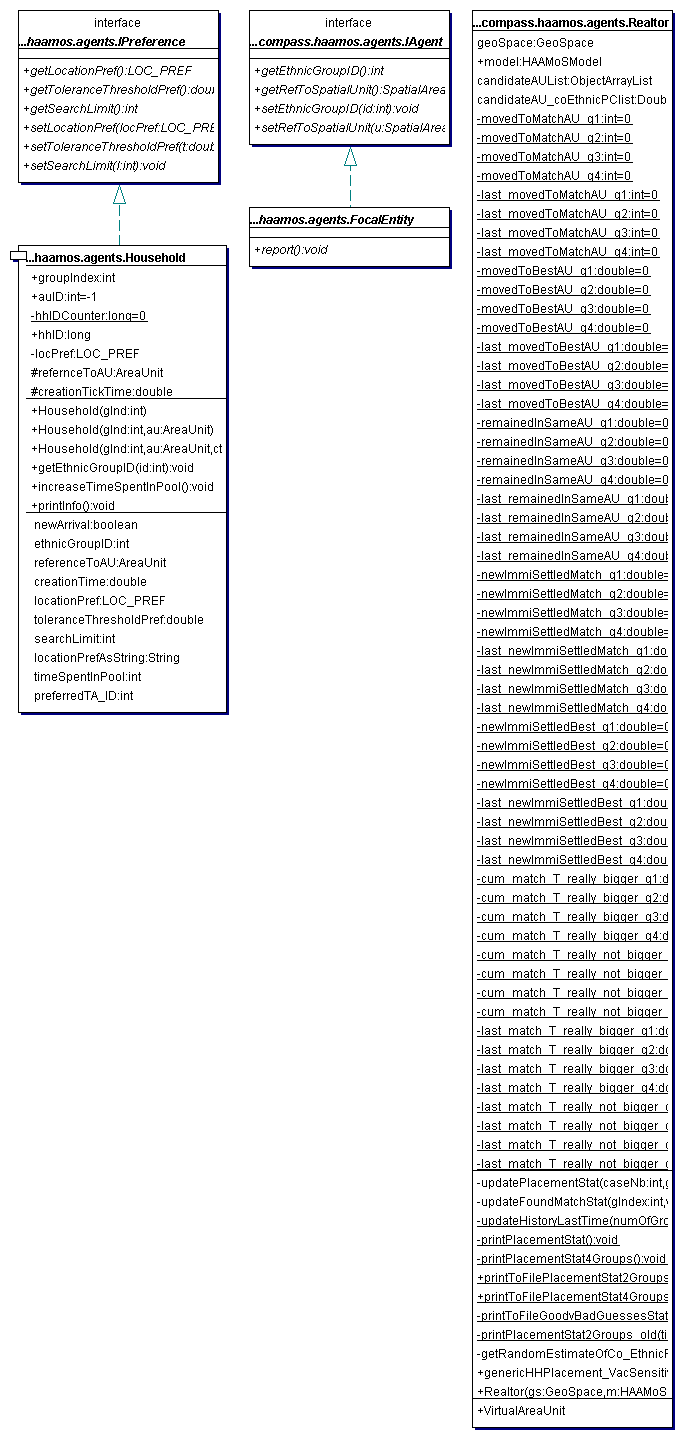 interface
...haamos.agents.IPreference
+getLocationPref():LOC_PREF
+getToleranceThresholdPref():doul
+getSearchLimit():int
+setLocationPref(locPref:LOC_PRE
+setToleranceThresholdPref(t:doul
+setSearchLimit(l:int):void
...haamos.agents.Household
+groupIndex:int
+auID:int=-1
-hhIDCounter:long=0
+hhID:long
-locPref:LOC_PREF
#refernceToAU:AreaUnit
#creationTickTime:double
+Household(gInd:int)
+Household(gInd:int,au:AreaUnit)
+Household(gInd:int,au:AreaUnit,ct
+getEthnicGroupID(id:int):void
+increaseTimeSpentInPool():void
+printInfo():void
newArrival:boolean
ethnicGroupID:int
referenceToAU:AreaUnit
creationTime:double
locationPref:LOC_PREF
toleranceThresholdPref:double
searchLimit:int
locationPrefAsString:String
timeSpentInPool:int
preferredTA_ID:int
interface
...compass.haamos.agents.IAgent
+getEthnicGroupID():int
+getRefToSpatialUnit():SpatialArea
+setEthnicGroupID(id:int):void
+setRefToSpatialUnit(u:SpatialArea
...haamos.agents.FocalEntity
+report():void
...compass.haamos.agents.Realtor
geoSpace:GeoSpace
+model:HAAMoSModel
candidateAUList:ObjectArrayList
candidateAU_coEthnicPClist:Doub
-movedToMatchAU_g1:int=0
-movedToMatchAU_g2:int=0
-movedToMatchAU_g3:int=0
-movedToMatchAU_g4:int=0
-last_movedToMatchAU_g1:int=0
-last_movedToMatchAU_g2:int=0
-last_movedToMatchAU_g3:int=0
-last_movedToMatchAU_g4:int=0
-movedToBestAU_g1:double=0
-movedToBestAU_g2:double=0
-movedToBestAU_g3:double=0
-movedToBestAU_g4:double=0
-last_movedToBestAU_g1:double=
-last_movedToBestAU_g2:double=
-last_movedToBestAU_g3:double=
-last_movedToBestAU_g4:double=
-remainedInSameAU_g1:double=0
-remainedInSameAU_g2:double=0
-remainedInSameAU_g3:double=0
-remainedInSameAU_g4:double=0
-last_remainedInSameAU_g1:doub
-last_remainedInSameAU_g2:doub
-last_remainedInSameAU_g3:doub
-last_remainedInSameAU_g4:doub
-newImmiSettledMatch_g1:double=
-newImmiSettledMatch_g2:double=
-newImmiSettledMatch_g3:double=
-newImmiSettledMatch_g4:double=
-last_newImmiSettledMatch_g1:do
-last_newImmiSettledMatch_g2:do
-last_newImmiSettledMatch_g3:do
-last_newImmiSettledMatch_g4:do
-newImmiSettledBest_g1:double=0
-newImmiSettledBest_g2:double=0
-newImmiSettledBest_g3:double=0
-newImmiSettledBest_g4:double=0
-last_newImmiSettledBest_g1:dou
-last_newImmiSettledBest_g2:dou
-last_newImmiSettledBest_g3:dou
-last_newImmiSettledBest_g4:dou
-cum_match_T_really_bigger_g1:d
-cum_match_T_really_bigger_g2:d
-cum_match_T_really_bigger_g3:d
-cum_match_T_really_bigger_g4:d
-cum_match_T_really_not_bigger_
-cum_match_T_really_not_bigger_
-cum_match_T_really_not_bigger_
-cum_match_T_really_not_bigger_
-last_match_T_really_bigger_g1:do
-last_match_T_really_bigger_g2:do
-last_match_T_really_bigger_g3:do
-last_match_T_really_bigger_g4:do
-last_match_T_really_not_bigger_g
-last_match_T_really_not_bigger_g
-last_match_T_really_not_bigger_g
-last_match_T_really_not_bigger_g
-updatePlacementStat(caseNb:int,g
-updateFoundMatchStat(gIndex:int,v
-updateHistoryLastTime(numOfGro
-printPlacementStat():void
-printPlacementStat4Groups():void
+printToFilePlacementStat2Groups
+printToFilePlacementStat4Groups
-printToFileGoodvBadGuessesStat
-printPlacementStat2Groups_old(ti
-getRandomEstimateOfCo_EthnicF
+genericHHPlacement_VacSensitiv
+Realtor(gs:GeoSpace,m:HAAMoS
+VirtualAreaUnit